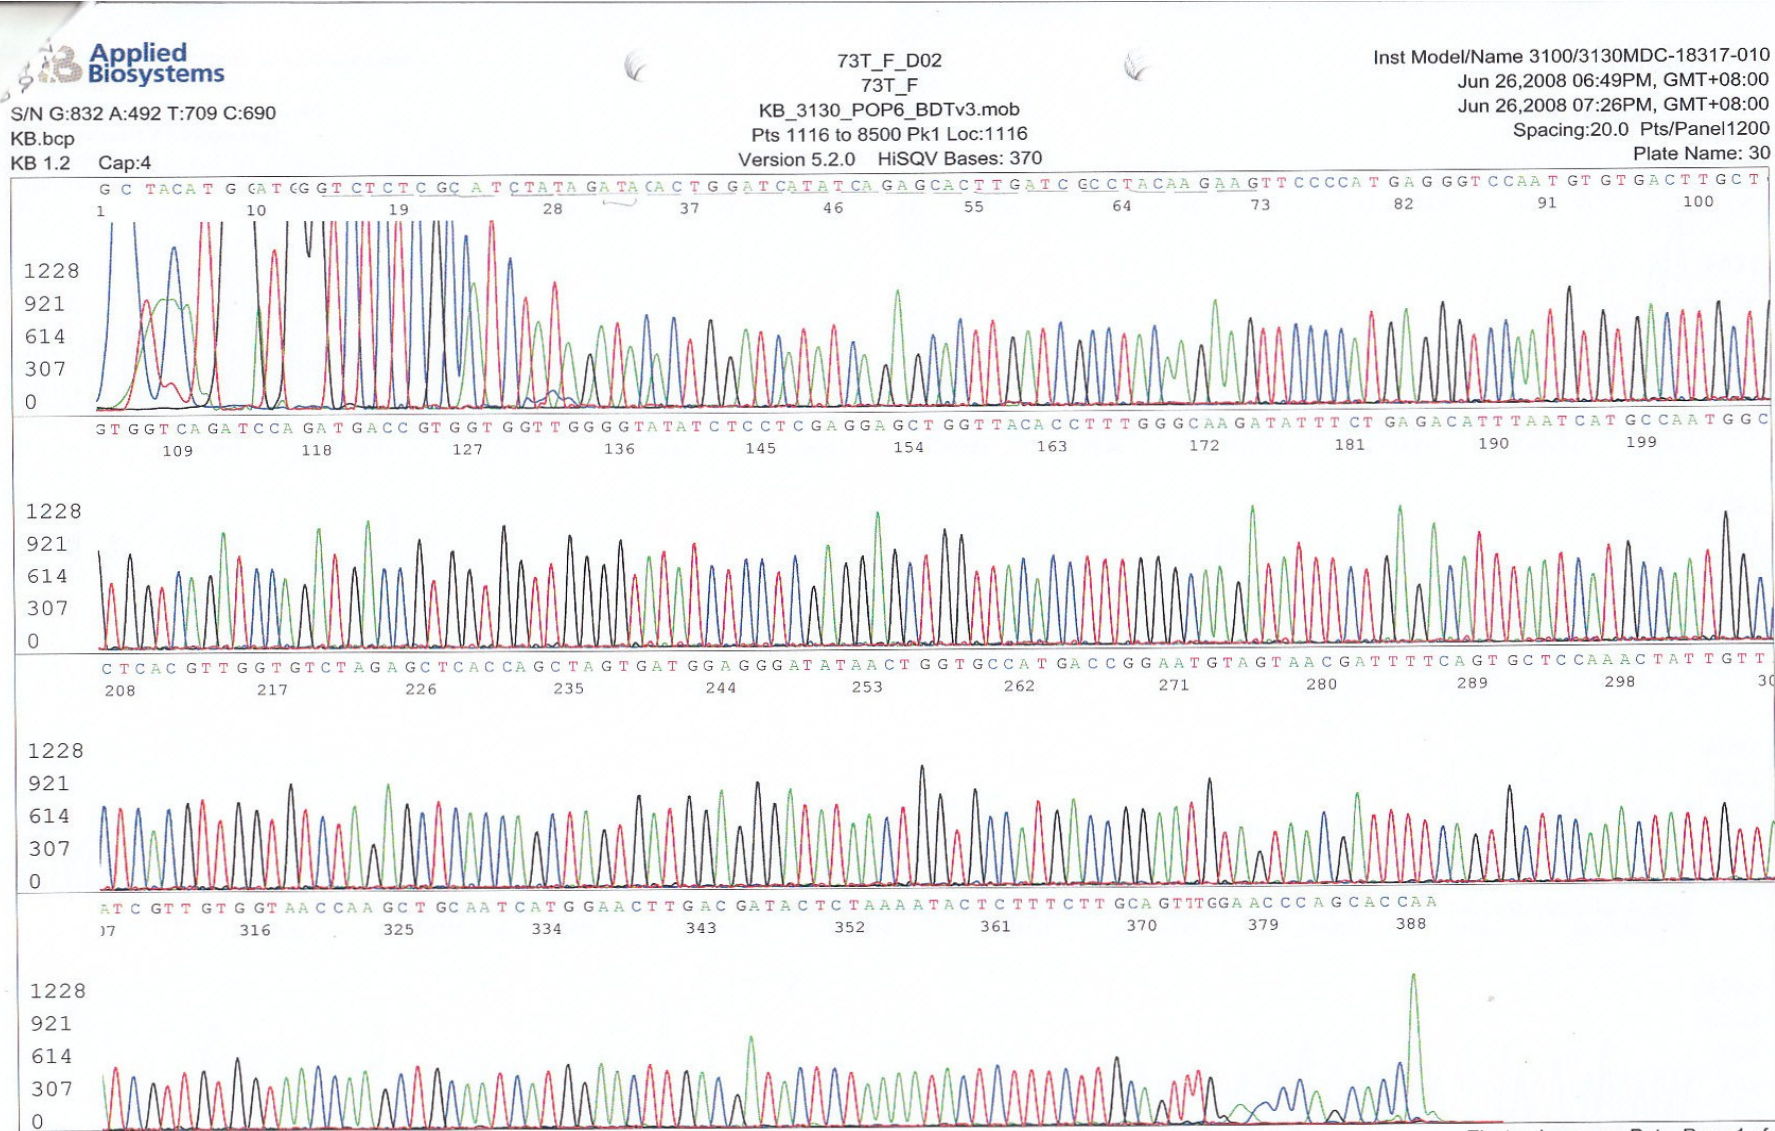 Applied
Biosystems
S/N G:832 A:492 T:709 C:690
KB.bcp
KB 1.2 Cap:4
73T_F_D02
73T_F
KB_3130_POP6_BDTv3.mob
Pts 1116 to 8500 Pk1 Loc:1116
Version 5.2.0 HiSQV Bases: 370
Inst Model/Name 3100/3130MDC-18317-010
Jun 26,2008 06:49PM, GMT+08:00
Jun 26,2008 07:26PM, GMT+08:00
Spacing:20.0 Pts/Panel1200
Plate Name: 30
G C TACAT G GAT GGGTCTCTCGC ATCTATAGATACACTGGATCATATCAGAGCACTTGATCGCCTACAAGAAGTTCCCCATGAGGGTCCAATGTGTGACTTGCT
1 10 19 28 37 46 55 64 73 82 91 100
1228
921
614
307
0
GTGGTCAGATCCAGATGACCGTGGTGGTTGGGGTATATCTCCTCGAGGAGCTGGTTACACCTTTGGGCAAGATATTTCTGAGACATTTAATCATGCCAATGGC
109 118 127 136 145 154 163 172 181 190 199
1228
921
614
307
0
CTCACGTTGGTGTCTAGAGCTCACCAGCTAGTGATGGAGGGATATAACTGGTGCCATGACCGGAATGTAGTAACGATTTTCAGTGCTCCAAACTATTGTT
208 217 226 235 244 253 262 271 280 289 298 30
1228
921
614
307
0
ATCGTTGTGGTAACCAAGCTGCAATCATGGAACTTGACGATACTCTAAAATACTCTTTCTTGCAGTTTGGAACCCAGCACCAA
07 316 325 334 343 352 361 370 379 388
1228
921
614
307
0